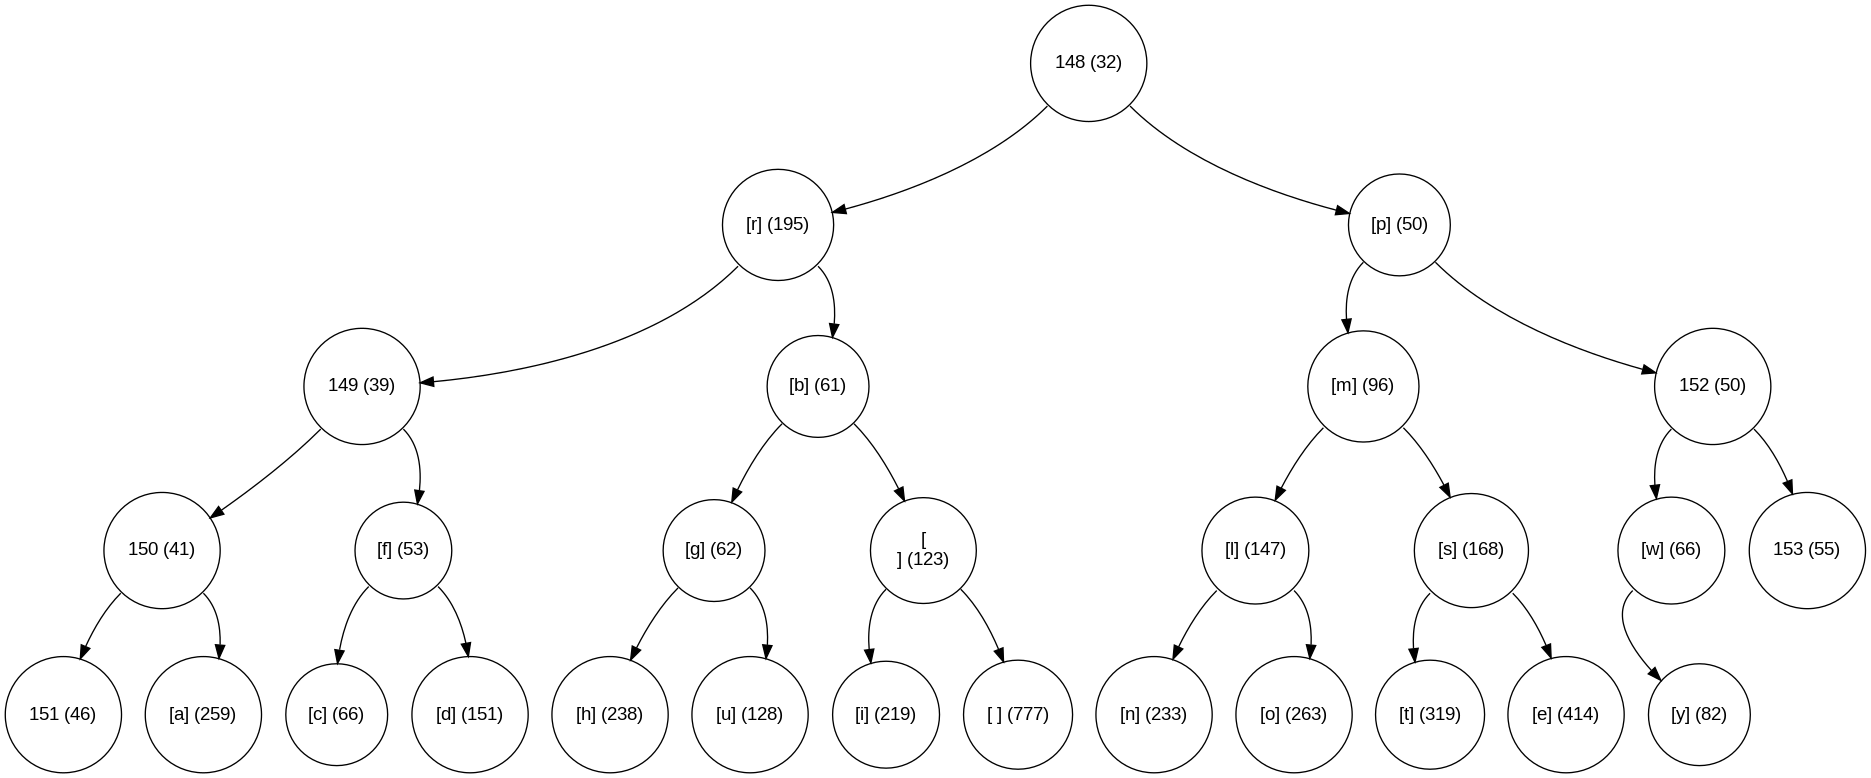 148 (32)
[r] (195)
[p] (50)
149 (39)
[b] (61)
[m] (96)
152 (50)
150 (41)
[f] (53)
[g] (62)
[
] (123)
[l] (147)
[s] (168)
[w] (66)
153 (55)
151 (46)
[a] (259)
[c] (66)
[d] (151)
[h] (238)
[u] (128)
[i] (219)
[ ] (777)
[n] (233)
[o] (263)
[t] (319)
[e] (414)
[y] (82)